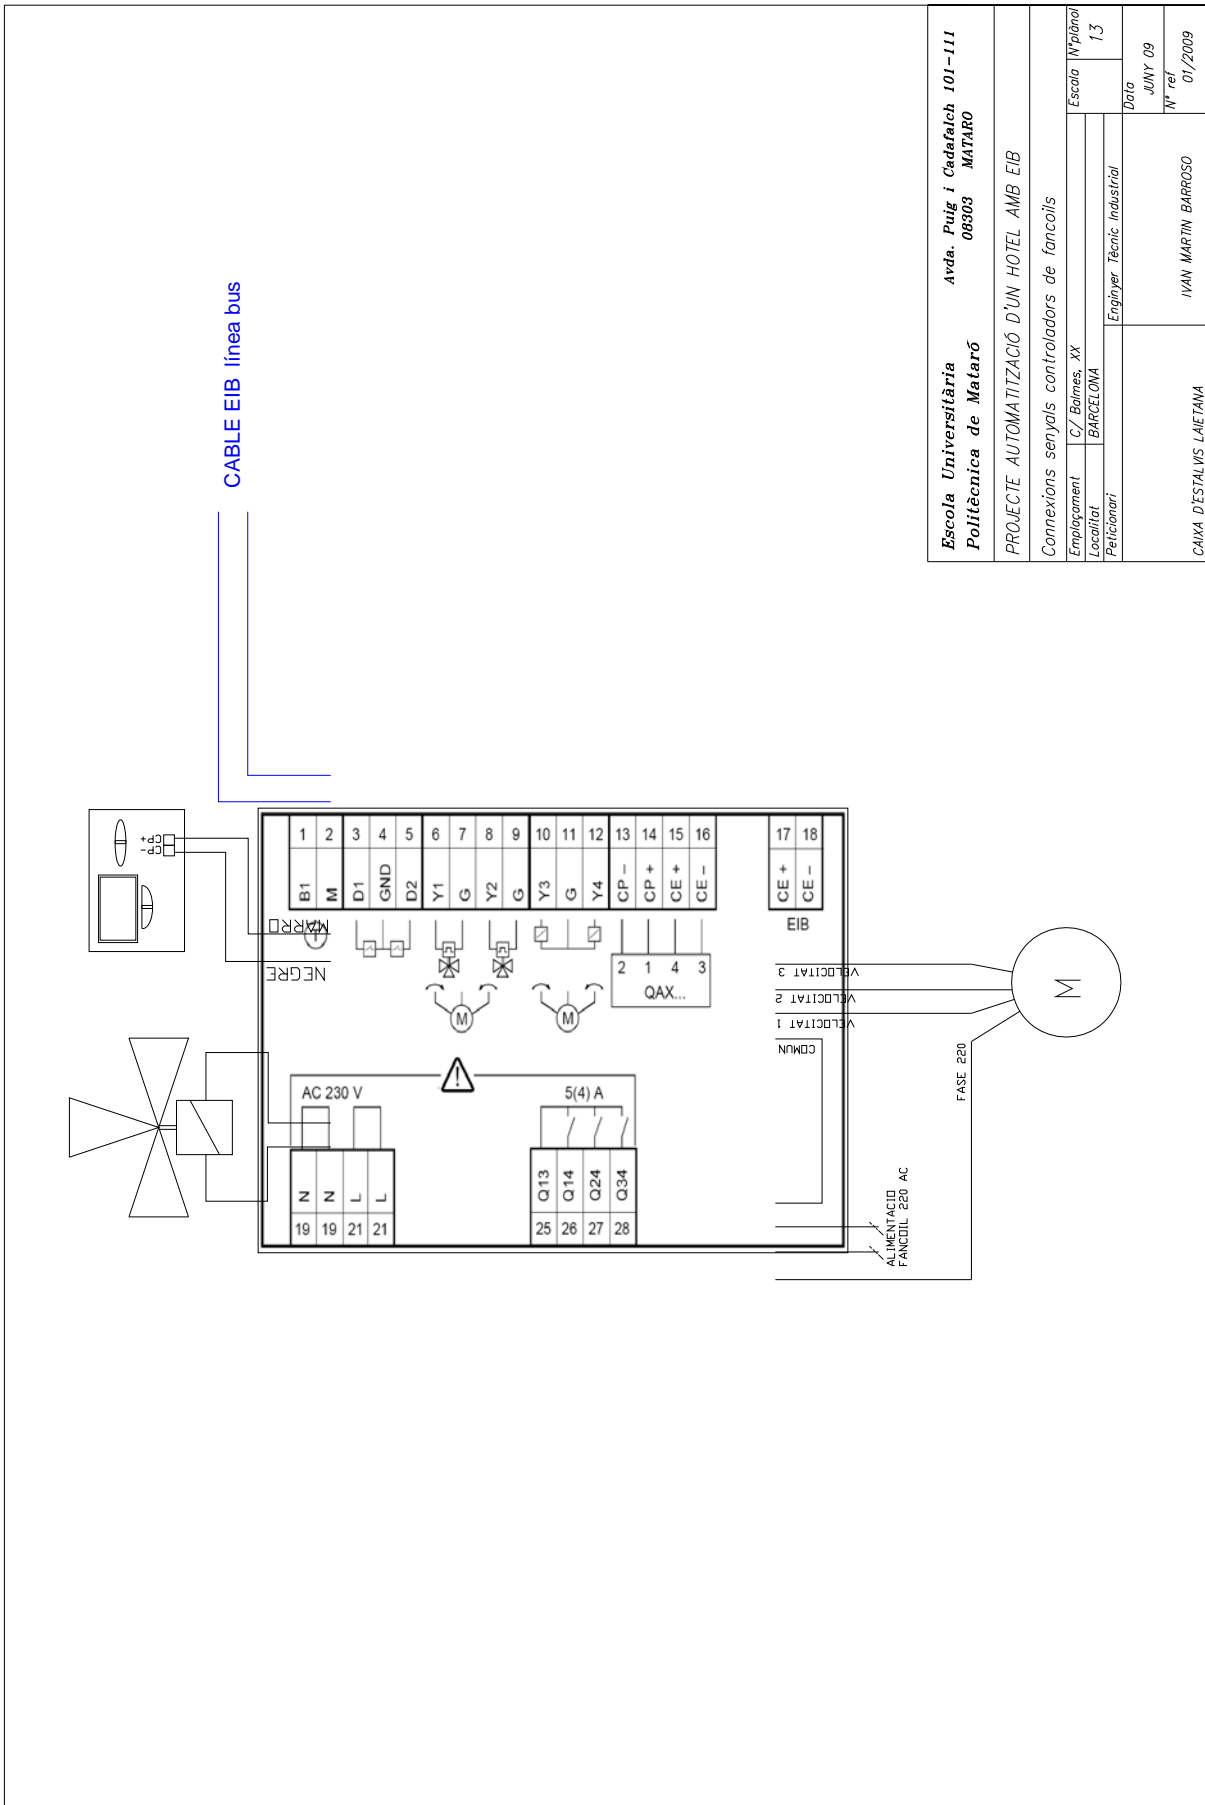 CABLE EIB línea bus
CP+
CP-
MARRO
NEGRE
1 2 3 4 5 6 7 8 9 10 11 12 13 14 15 16 17 18
B1 M D1 GND D2 Y1 G Y2 G Y3 G Y4 CP - CP + CE + CE - CE + CE -
EIB
2 1 4 3
QAX...
M
M
VELOCITAT 3
VELOCITAT 2
VELOCITAT 1
COMUN
AC 230 V
5(4) A
N N L L Q13 Q14 Q24 Q34
19 19 21 21 25 26 27 28
M
FASE 220
ALIMENTACIO
FANCOIL 220 AC
Escola Universitària
Politècnica de Mataró
Avda. Puig i Cadafalch 101-111
08303 MATARO
PROJECTE AUTOMATITZACIÓ D'UN HOTEL AMB EIB
Connexions senyals controladors de fancoils
Emplaçament C/ Balmes, XX
Localitat BARCELONA
Escala
Nºplànol
13
Peticionari
CAIXA D'ESTALVIS LAIETANA
Enginyer Tècnic Industrial
IVAN MARTIN BARROSO
Data
JUNY 09
Nº ref
01/2009